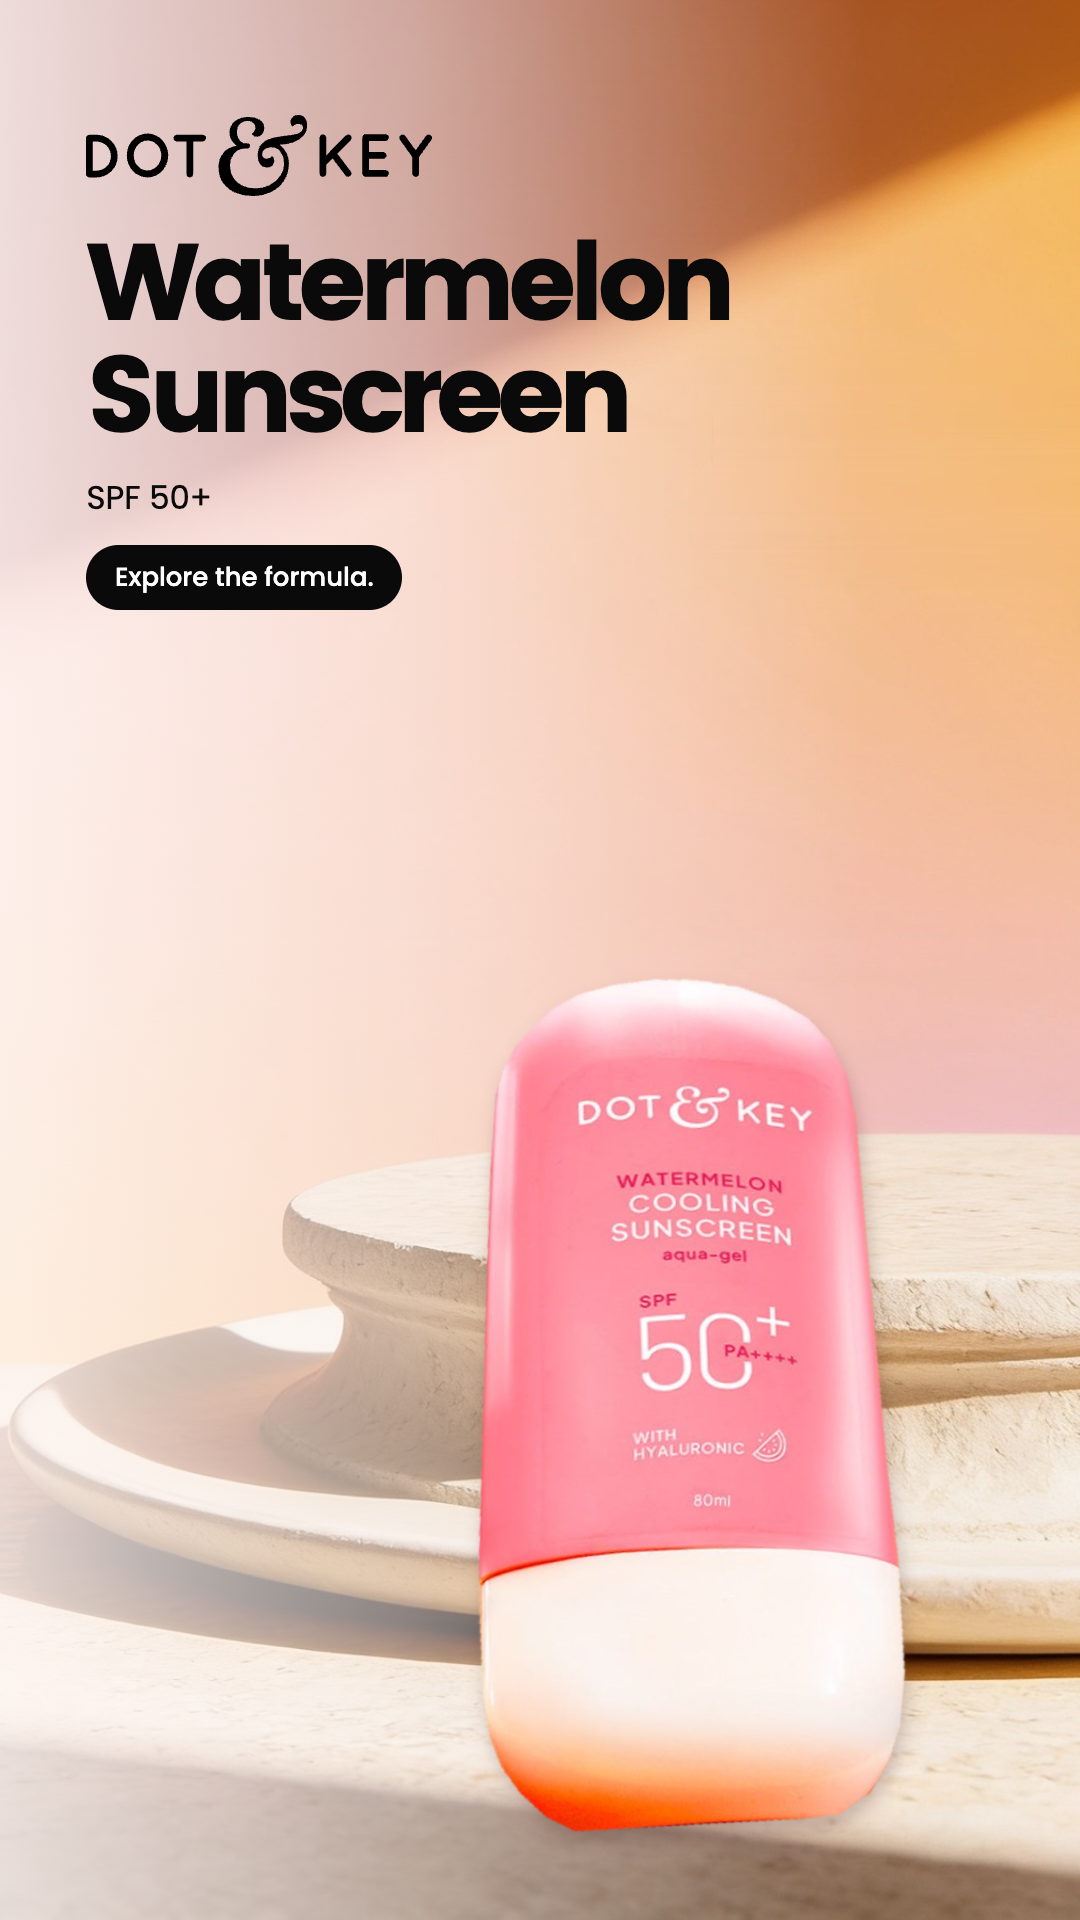 DOT & KEY
Watermelon
Sunscreen
SPF 50+
Explore the formula.
DOT & KEY
WATERMELON
COOLING
SUNSCREEN
aqua-gel
SPF
50+
PA++++
WITH
HYALURONIC
80ml